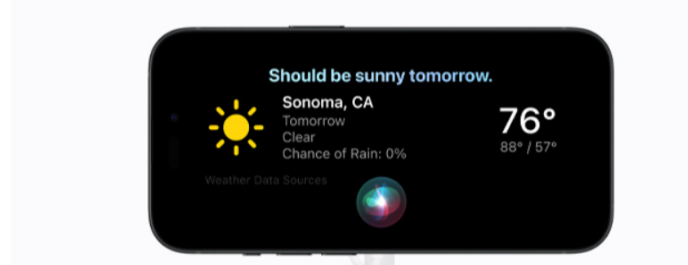 Should be sunny tomorrow.
Sonoma, CA
Tomorrow
Clear
Chance of Rain: 0%
76°
88° / 57°
Weather Data Sources